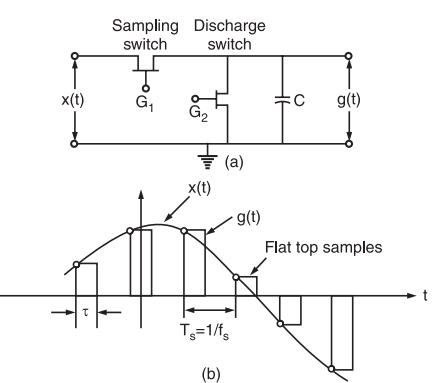 Sampling switch
Discharge switch
x(t)
G1
G2
C
g(t)
(a)
x(t)
g(t)
Flat top samples
t
τ
Ts=1/fs
(b)